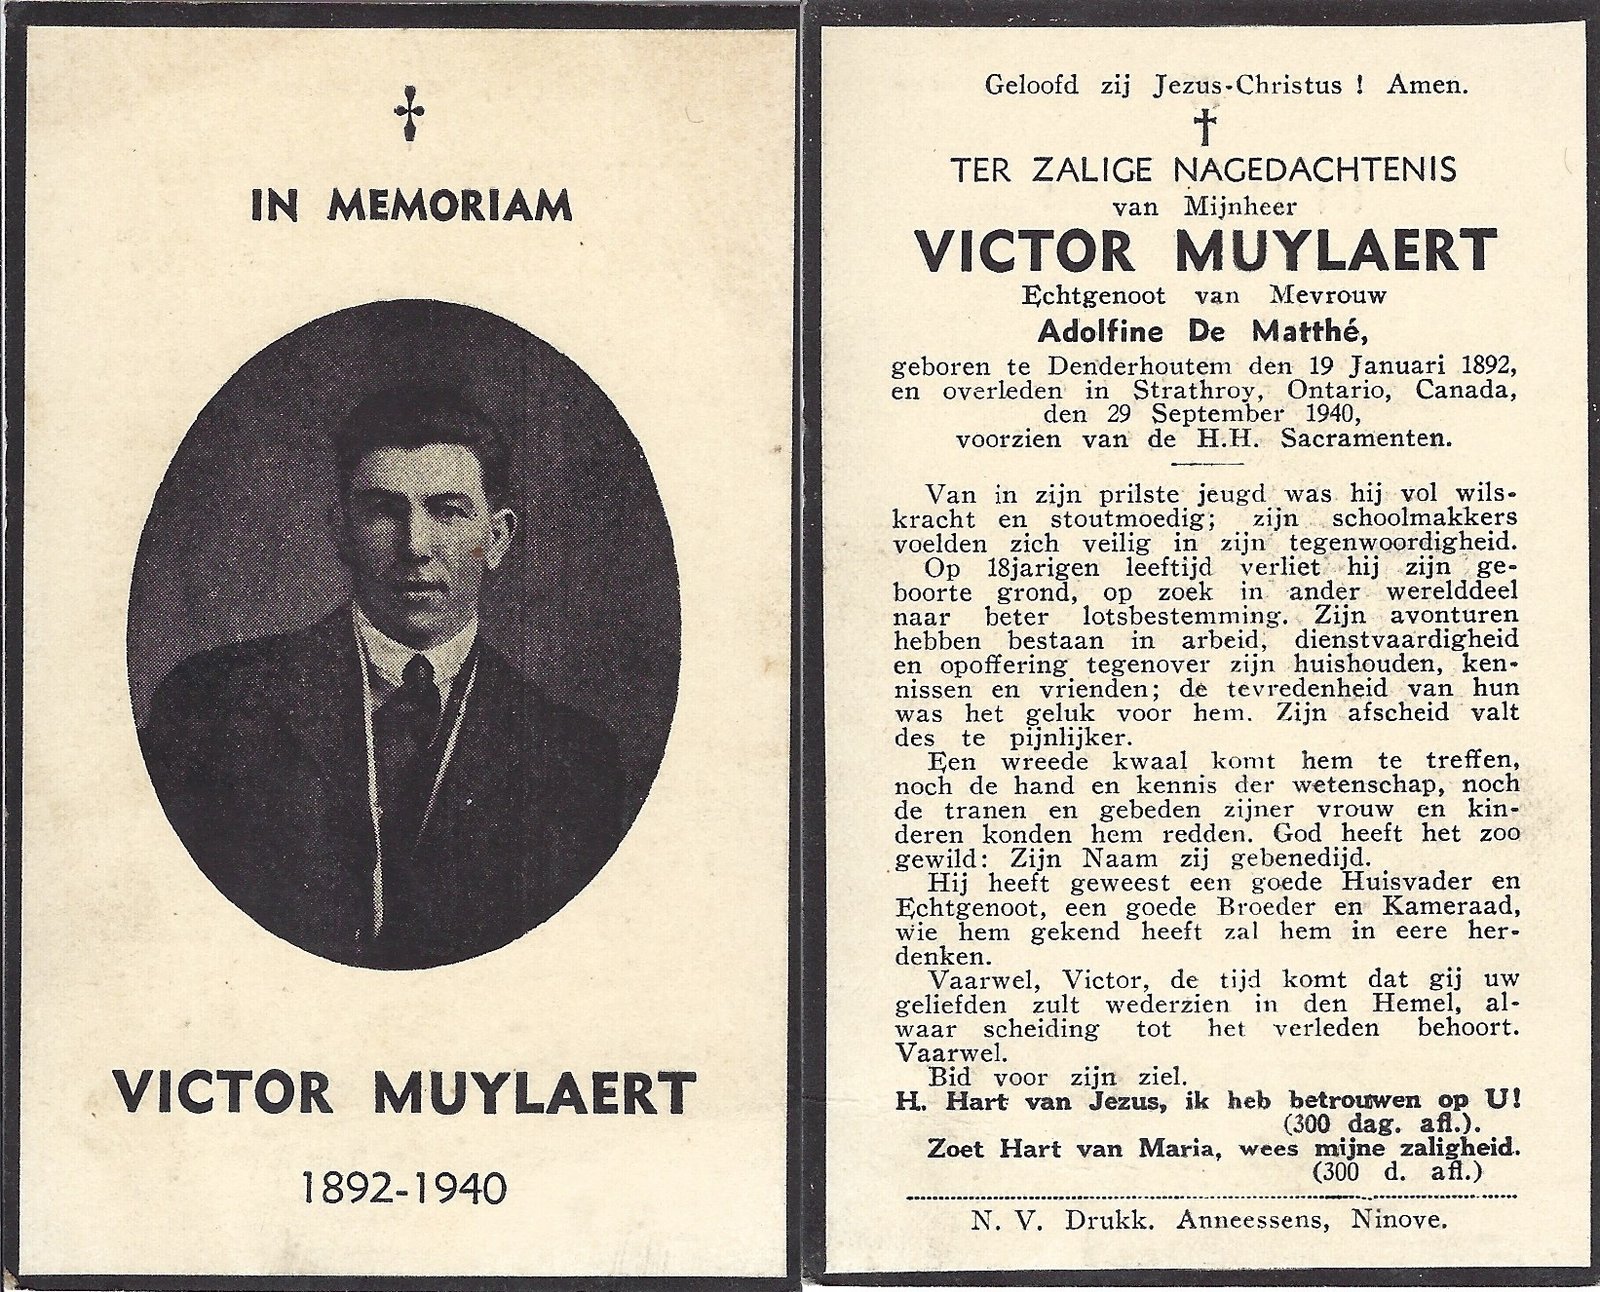 IN MEMORIAM
VICTOR MUYLAERT
1892-1940
Geloofd zij Jezus-Christus ! Amen.
TER ZALIGE NAGEDACHTENIS
van Mijnheer
VICTOR MUYLAERT
Echtgenoot van Mevrouw
Adolfine De Matthé,
geboren te Denderhoutem den 19 Januari 1892,
en overleden in Strathroy, Ontario, Canada,
den 29 September 1940,
voorzien van de H.H. Sacramenten.
Van in zijn prilste jeugd was hij vol wils-
kracht en stoutmoedig; zijn schoolmakkers
voelden zich veilig in zijn tegenwoordigheid.
Op 18jarigen leeftijd verliet hij zijn ge-
boorte grond, op zoek in ander werelddeel
naar beter lotsbestemming. Zijn avonturen
hebben bestaan in arbeid, dienstvaardigheid
en opoffering tegenover zijn huishouden, ken-
nissen en vrienden; de tevredenheid van hun
was het geluk voor hem. Zijn afscheid valt
des te pijnlijker.
Een wreede kwaal komt hem te treffen,
noch de hand en kennis der wetenschap, noch
de tranen en gebeden zijner vrouw en kin-
deren konden hem redden. God heeft het zoo
gewild: Zijn Naam zij gebenedijd.
Hij heeft geweest een goede Huisvader en
Echtgenoot, een goede Broeder en Kameraad,
wie hem gekend heeft zal hem in eere her-
denken.
Vaarwel, Victor, de tijd komt dat gij uw
geliefden zult wederzien in den Hemel, al-
waar scheiding tot het verleden behoort.
Vaarwel.
Bid voor zijn ziel.
H. Hart van Jezus, ik heb betrouwen op U!
(300 dag. afl.).
Zoet Hart van Maria, wees mijne zaligheid.
(300 d. afl.)
N. V. Drukk. Anneessens, Ninove.